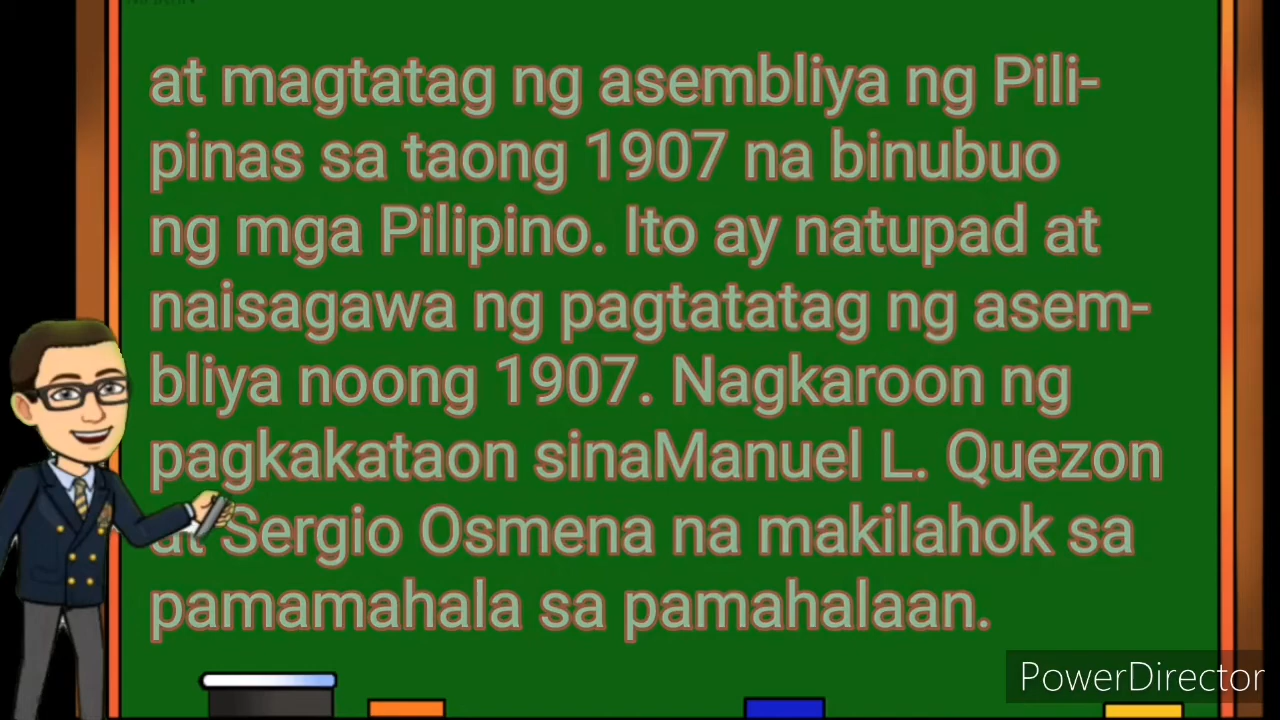 at magtatag ng asembliya ng Pili-
pinas sa taong 1907 na binubuo
ng mga Pilipino. Ito ay natupad at
naisagawa ng pagtatatag ng asem-
bliya noong 1907. Nagkaroon ng
pagkakataon sinaManuel L. Quezon
at Sergio Osmena na makilahok sa
pamamahala sa pamahalaan.
PowerDirector